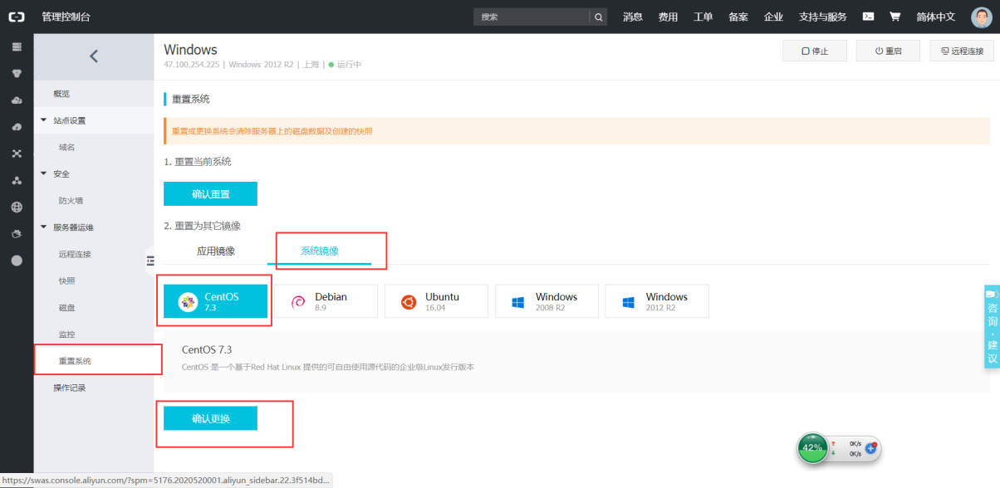 管理控制台
搜索
消息 费用 工单 备案 企业 支持与服务 简体中文
概览
站点设置
域名
安全
防火墙
服务器运维
远程连接
快照
磁盘
监控
重置系统
操作记录
Windows
47.100.254.225 | Windows 2012 R2 | 上海 | 运行中
停止 重启 远程连接
重置系统
重置或更换系统会清除服务器上的磁盘数据及创建的快照
1. 重置当前系统
确认重置
2. 重置为其它镜像
应用镜像 系统镜像
CentOS
7.3
Debian
8.9
Ubuntu
16.04
Windows
2008 R2
Windows
2012 R2
CentOS 7.3
CentOS 是一个基于Red Hat Linux 提供的可自由使用源代码的企业级Linux发行版本
确认更换
咨询·建议
42%
0K/s
0K/s
https://swas.console.aliyun.com/?spm=5176.2020520001.aliyun_sidebar.22.3f514bd...